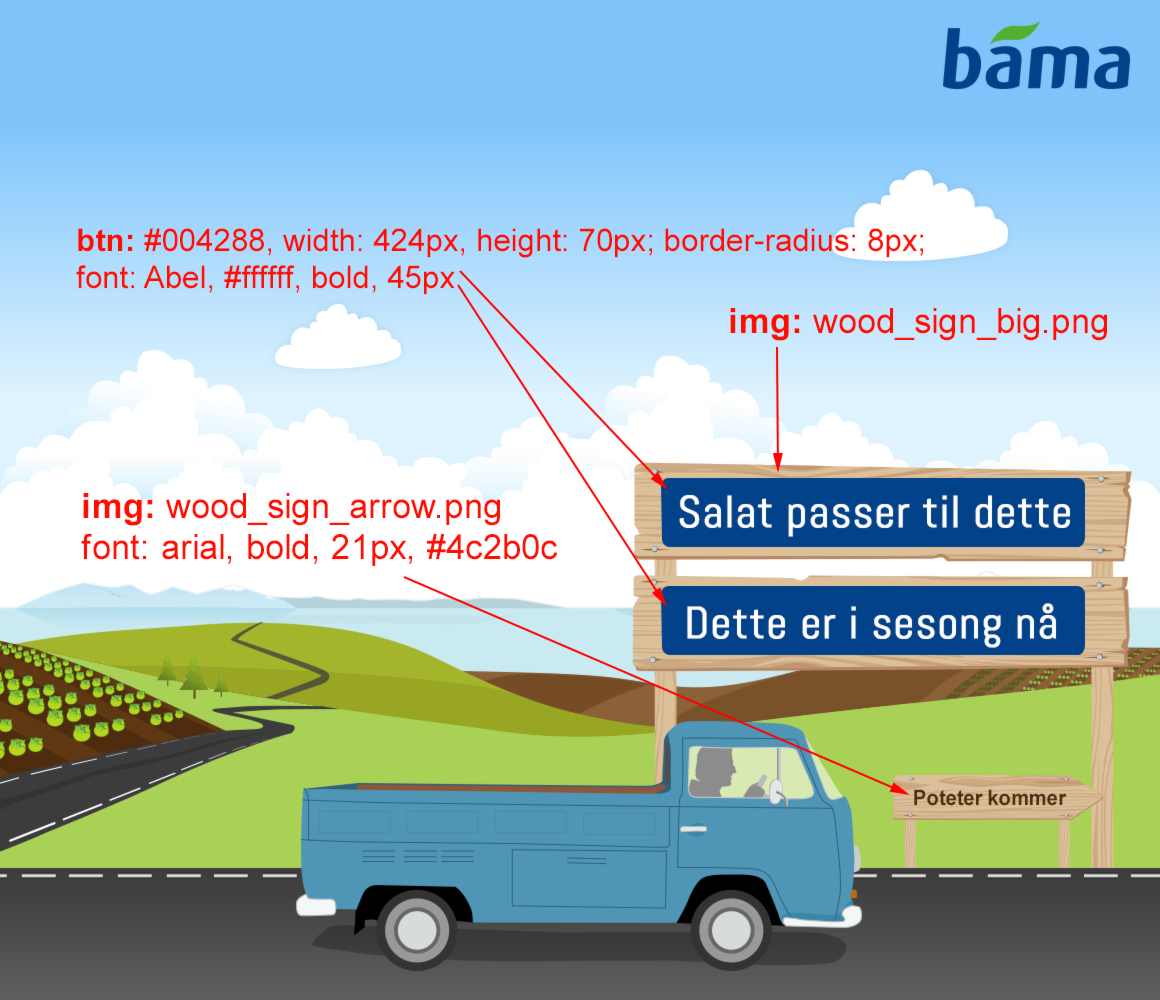 bama
btn: #004288, width: 424px, height: 70px; border-radius: 8px;
font: Abel, #ffffff, bold, 45px
img: wood_sign_big.png
Salat passer til dette
img: wood_sign_arrow.png
font: arial, bold, 21px, #4c2b0c
Dette er i sesong nå
Poteter kommer